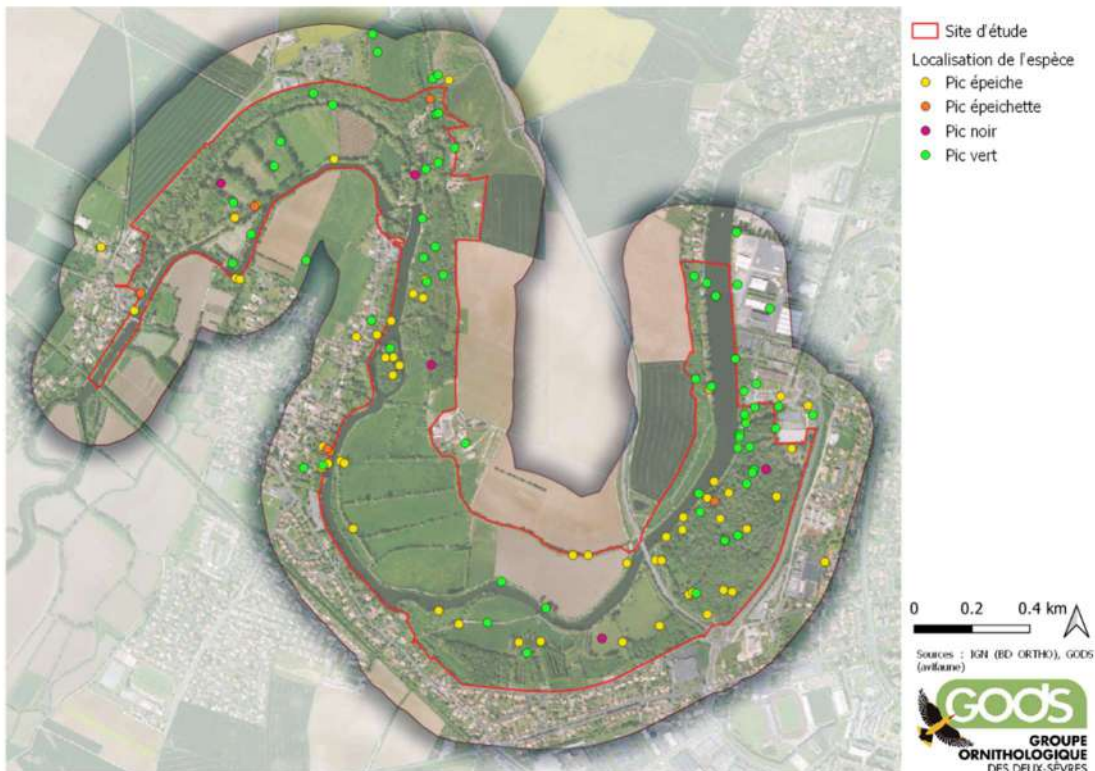 Site d'étude
Localisation de l'espèce
Pic épeiche
Pic épeichette
Pic noir
Pic vert
0 0.2 0.4 km
Sources : IGN (BD ORTHO), GODS
(avifaune)
GODS
GROUPE
ORNITHOLOGIQUE
DES DEUX-SÈVRES